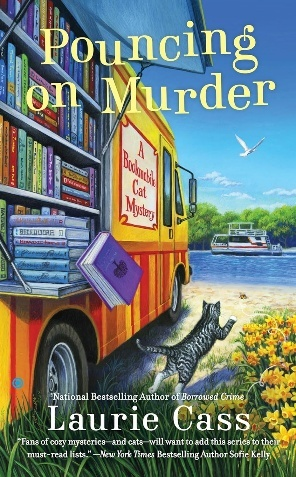 Pouncing
on Murder
A
Bookmobile
Cat
Mystery
National Bestselling Author of Borrowed Crime
Laurie Cass
"Fans of cozy mysteries—and cats—will want to add this series to their
must-read lists." —New York Times Bestselling Author Sofie Kelly